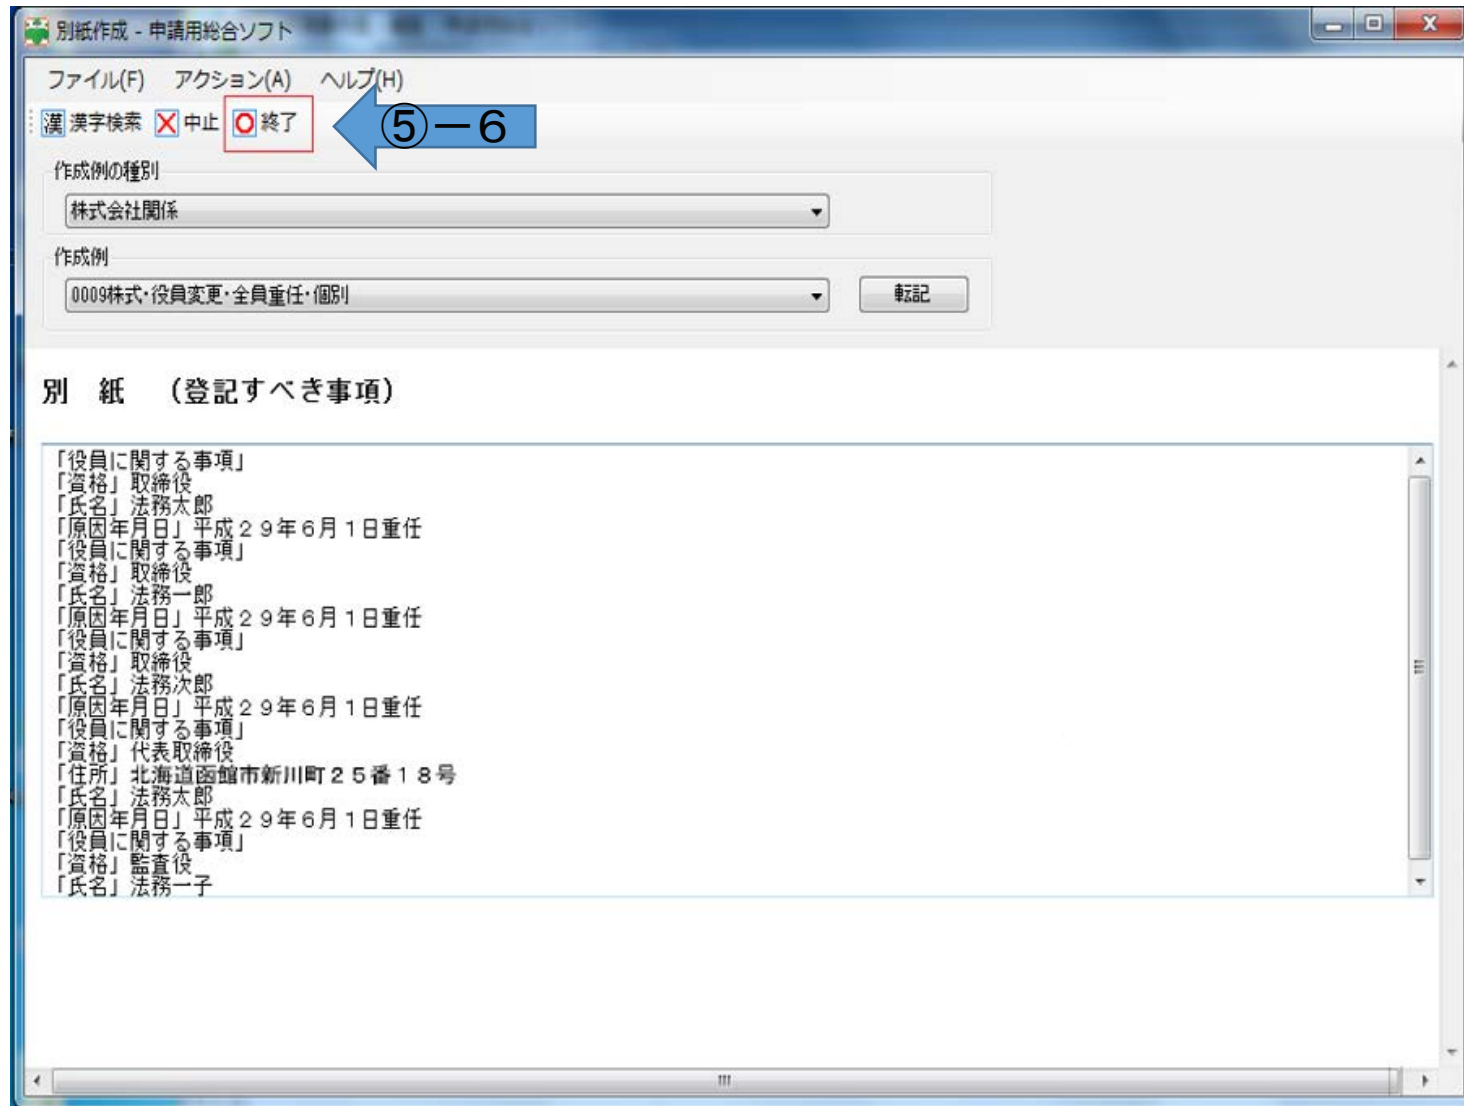 別紙作成 - 申請用総合ソフト
ファイル(F) アクション(A) ヘルプ(H)
漢 漢字検索 中止 終了
⑤－６
作成例の種別
株式会社関係
作成例
0009株式・役員変更・全員重任・個別
転記
別　紙　（登記すべき事項）
「役員に関する事項」
「資格」取締役
「氏名」法務太郎
「原因年月日」平成２９年６月１日重任
「役員に関する事項」
「資格」取締役
「氏名」法務一郎
「原因年月日」平成２９年６月１日重任
「役員に関する事項」
「資格」取締役
「氏名」法務次郎
「原因年月日」平成２９年６月１日重任
「役員に関する事項」
「資格」代表取締役
「住所」北海道函館市新川町２５番１８号
「氏名」法務太郎
「原因年月日」平成２９年６月１日重任
「役員に関する事項」
「資格」監査役
「氏名」法務一子